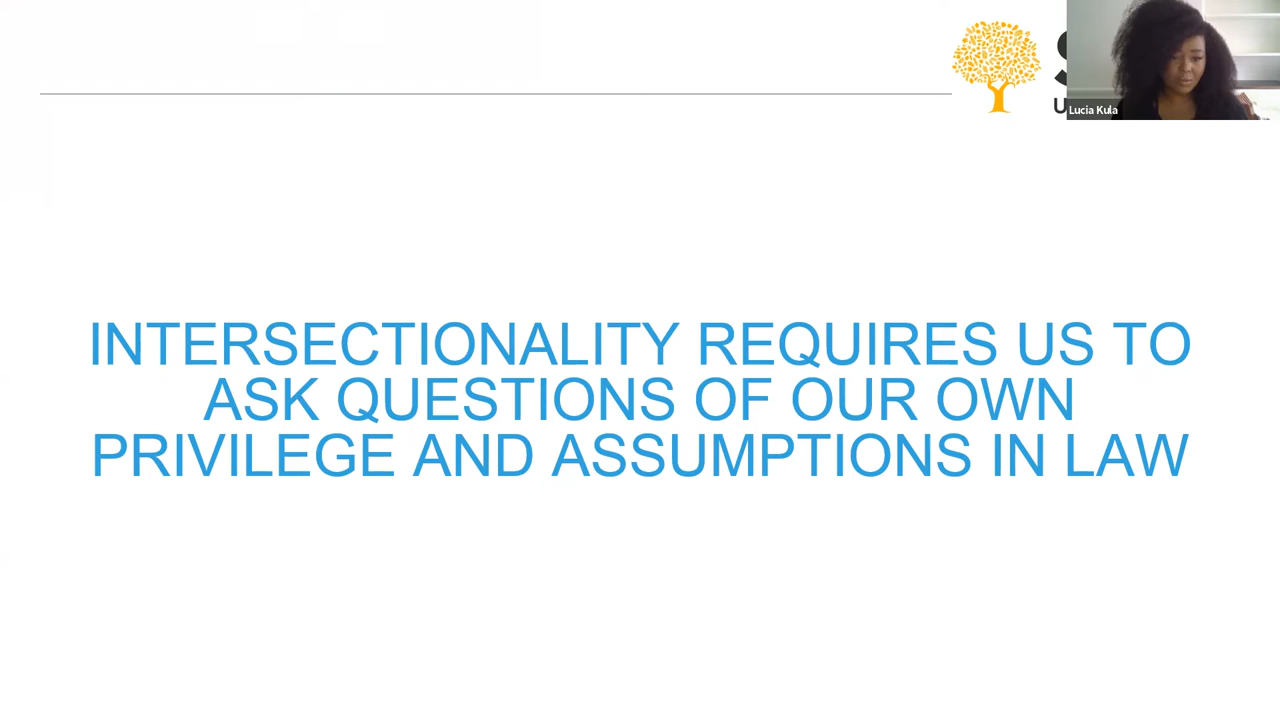 Lucia Kula
INTERSECTIONALITY REQUIRES US TO
ASK QUESTIONS OF OUR OWN
PRIVILEGE AND ASSUMPTIONS IN LAW